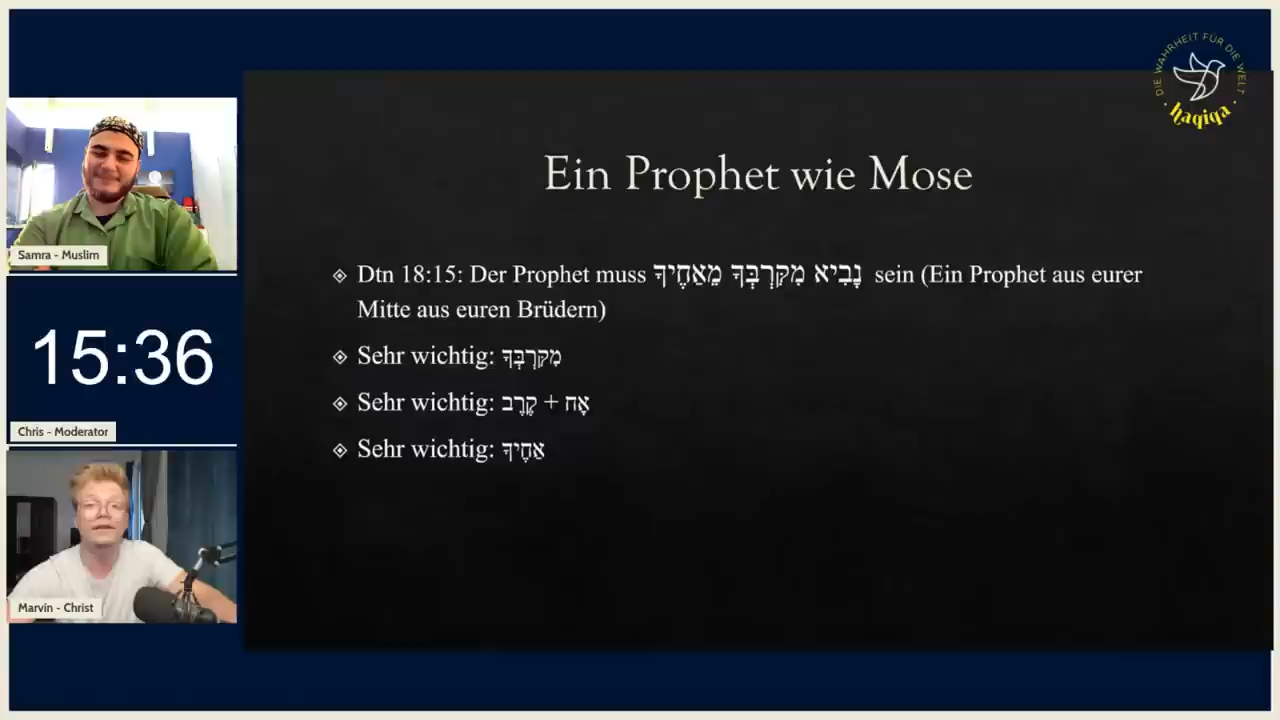 DIE WAHRHEIT FÜR DIE WELT
haqiqa
Samra - Muslim
15:36
Chris - Moderator
Marvin - Christ
Ein Prophet wie Mose
Dtn 18:15: Der Prophet muss נָבִיא מִקִּרְבְּךָ מֵאַחֶיךָ sein (Ein Prophet aus eurer
Mitte aus euren Brüdern)
Sehr wichtig: מִקִּרְבְּךָ
Sehr wichtig: אָח + קֶרֶב
Sehr wichtig: אַחֶיךָ